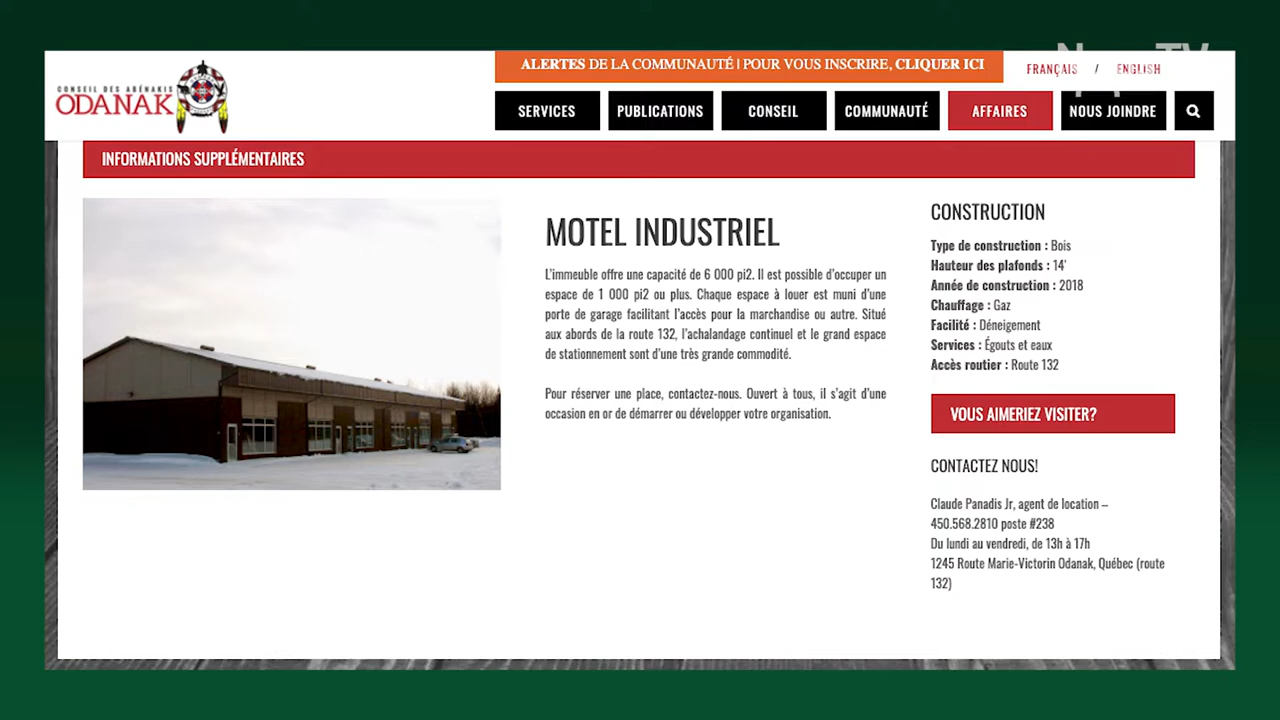 CONSEIL DES ABÉNAKIS
ODANAK
ALERTES DE LA COMMUNAUTÉ | POUR VOUS INSCRIRE, CLIQUER ICI
FRANÇAIS / ENGLISH
SERVICES PUBLICATIONS CONSEIL COMMUNAUTÉ AFFAIRES NOUS JOINDRE
INFORMATIONS SUPPLÉMENTAIRES
MOTEL INDUSTRIEL
L'immeuble offre une capacité de 6 000 pi2. Il est possible d'occuper un
espace de 1 000 pi2 ou plus. Chaque espace à louer est muni d'une
porte de garage facilitant l'accès pour la marchandise ou autre. Situé
aux abords de la route 132, l'achalandage continuel et le grand espace
de stationnement sont d'une très grande commodité.
Pour réserver une place, contactez-nous. Ouvert à tous, il s'agit d'une
occasion en or de démarrer ou développer votre organisation.
CONSTRUCTION
Type de construction : Bois
Hauteur des plafonds : 14'
Année de construction : 2018
Chauffage : Gaz
Facilité : Déneigement
Services : Égouts et eaux
Accès routier : Route 132
VOUS AIMERIEZ VISITER?
CONTACTEZ NOUS!
Claude Panadis Jr, agent de location –
450.568.2810 poste #238
Du lundi au vendredi, de 13h à 17h
1245 Route Marie-Victorin Odanak, Québec (route
132)